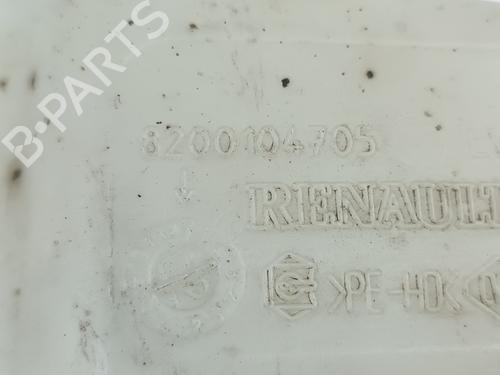 B-PARTS
8200104705
RENAULT
>PE-HD<